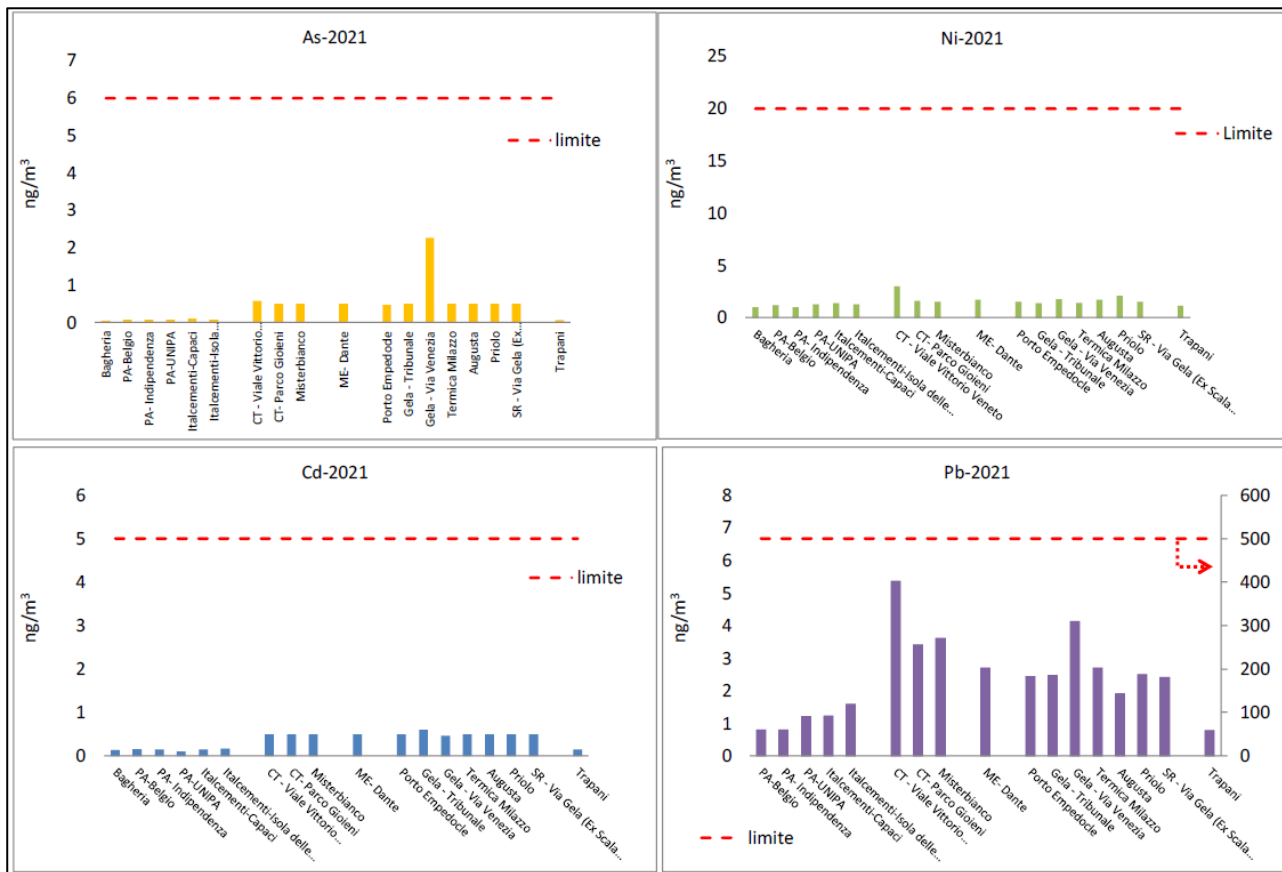 As-2021
7
6
5
4
3
2
1
0
ng/m³
limite
Bagheria
PA-Belgio
PA- Indipendenza
PA-UNIPA
Italcementi-Capaci
Italcementi-Isola...
CT - Viale Vittorio...
CT- Parco Gioieni
Misterbianco
ME- Dante
Porto Empedocle
Gela - Tribunale
Gela - Via Venezia
Termica Milazzo
Augusta
Priolo
SR - Via Gela (Ex...
Trapani
Ni-2021
25
20
15
10
5
0
ng/m³
Limite
Bagheria
PA-Belgio
PA- Indipendenza
PA-UNIPA
Italcementi-Capaci
Italcementi-Isola delle...
CT - Viale Vittorio Veneto
CT- Parco Gioieni
Misterbianco
ME- Dante
Porto Empedocle
Gela - Tribunale
Gela - Via Venezia
Termica Milazzo
Augusta
Priolo
SR - Via Gela (Ex Scala...
Trapani
Cd-2021
6
5
4
3
2
1
0
ng/m³
limite
Bagheria
PA-Belgio
PA- Indipendenza
PA-UNIPA
Italcementi-Capaci
Italcementi-Isola delle...
CT - Viale Vittorio...
CT- Parco Gioieni
Misterbianco
ME- Dante
Porto Empedocle
Gela - Tribunale
Gela - Via Venezia
Termica Milazzo
Augusta
Priolo
SR - Via Gela (Ex Scala...
Trapani
Pb-2021
8
7
6
5
4
3
2
1
0
ng/m³
600
500
400
300
200
100
0
PA-Belgio
PA- Indipendenza
PA-UNIPA
Italcementi-Capaci
Italcementi-Isola delle...
CT - Viale Vittorio...
CT- Parco Gioieni
Misterbianco
ME- Dante
Porto Empedocle
Gela - Tribunale
Gela - Via Venezia
Termica Milazzo
Augusta
Priolo
SR - Via Gela (Ex Scala...
Trapani
limite